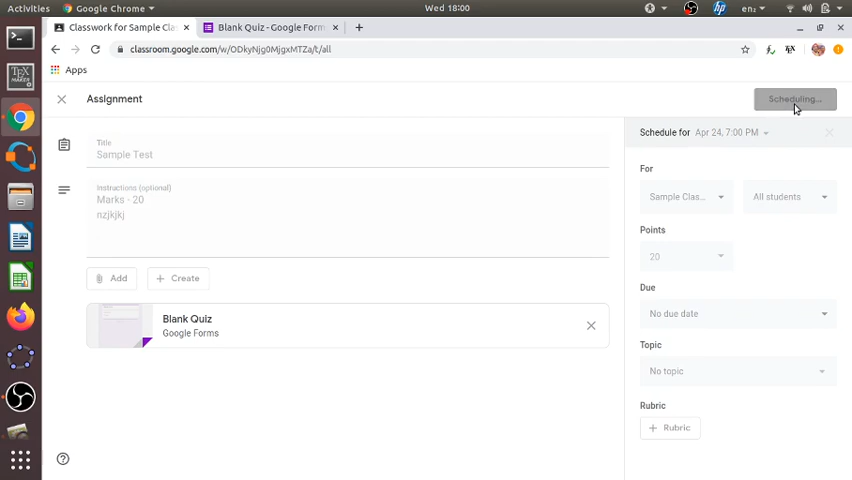 Activities
Google Chrome
Wed 18:00
en₂
Classwork for Sample Cla
Blank Quiz - Google Form
classroom.google.com/w/ODkyNjg0MjgxMTZa/t/all
Apps
Assignment
Scheduling...
Schedule for Apr 24, 7:00 PM
Title
Sample Test
For
Instructions (optional)
Marks - 20
nzjkjkj
Sample Clas...
All students
Points
20
Add
Create
Due
No due date
Blank Quiz
Google Forms
Topic
No topic
Rubric
Rubric